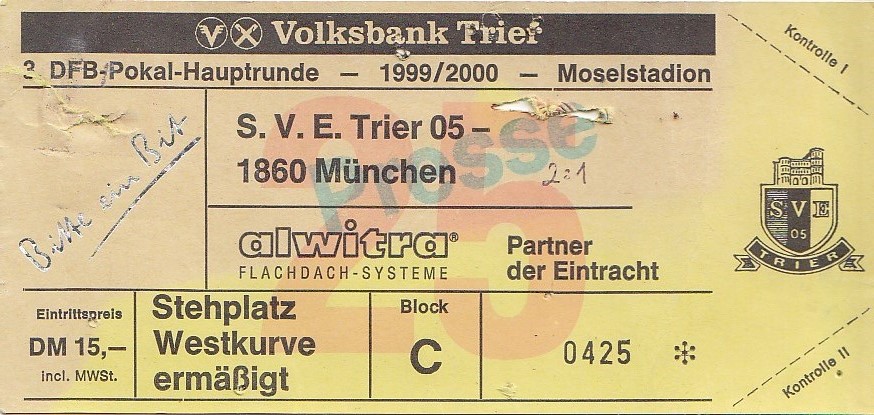 Volksbank Trier
3 DFB-Pokal-Hauptrunde — 1999/2000 — Moselstadion
Kontrolle I
Bitte ein Bit
S. V. E. Trier 05 –
1860 München
2:1
Prosse
25
alwitra®
FLACHDACH-SYSTEME
Partner
der Eintracht
S V E
05
TRIER
Eintrittspreis
DM 15,–
incl. MWSt.
Stehplatz
Westkurve
ermäßigt
Block
C
0425 ✻
Kontrolle II